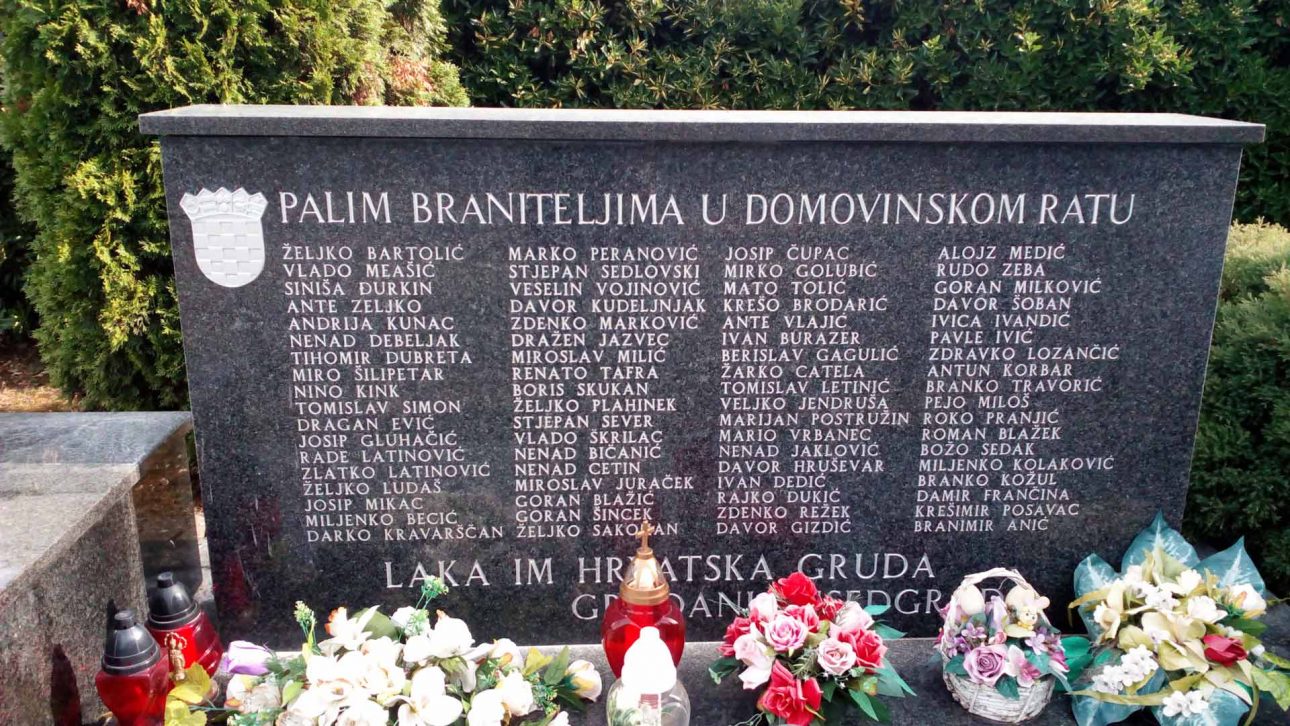 PALIM BRANITELJIMA U DOMOVINSKOM RATU
ŽELJKO BARTOLIĆ
VLADO MEAŠIĆ
SINIŠA ĐURKIN
ANTE ZELJKO
ANDRIJA KUNAC
NENAD DEBELJAK
TIHOMIR DUBRETA
MIRO ŠILIPETAR
NINO KINK
TOMISLAV SIMON
DRAGAN EVIĆ
JOSIP GLUHAČIĆ
RADE LATINOVIĆ
ZLATKO LATINOVIĆ
ŽELJKO LUDAŠ
JOSIP MIKAC
MILJENKO BECIĆ
DARKO KRAVARŠČAN
MARKO PERANOVIĆ
STJEPAN SEDLOVSKI
VESELIN VOJINOVIĆ
DAVOR KUDELJNJAK
ZDENKO MARKOVIĆ
DRAŽEN JAZVEC
MIROSLAV MILIĆ
RENATO TAFRA
BORIS SKUKAN
ŽELJKO PLAHINEK
STJEPAN SEVER
VLADO ŠKRILAC
NENAD BIČANIĆ
NENAD CETIN
MIROSLAV JURAČEK
GORAN BLAŽIĆ
GORAN ŠINCEK
ŽELJKO SAKOMAN
JOSIP ČUPAC
MIRKO GOLUBIĆ
MATO TOLIĆ
KREŠO BRODARIĆ
ANTE VLAJIĆ
IVAN BURAZER
BERISLAV GAGULIĆ
ŽARKO CATELA
TOMISLAV LETINIĆ
VELJKO JENDRUŠA
MARIJAN POSTRUŽIN
MARIO VRBANEC
NENAD JAKLOVIĆ
DAVOR HRUŠEVAR
IVAN DEDIĆ
RAJKO DUKIĆ
ZDENKO REŽEK
DAVOR GIZDIĆ
ALOJZ MEDIĆ
RUDO ZEBA
GORAN MILKOVIĆ
DAVOR ŠOBAN
IVICA IVANDIĆ
PAVLE IVIĆ
ZDRAVKO LOZANČIĆ
ANTUN KORBAR
BRANKO TRAVORIĆ
PEJO MILOŠ
ROKO PRANJIĆ
ROMAN BLAŽEK
BOŽO SEDAK
MILJENKO KOLAKOVIĆ
BRANKO KOŽUL
DAMIR FRANČINA
KREŠIMIR POSAVAC
BRANIMIR ANIĆ
LAKA IM HRVATSKA GRUDA